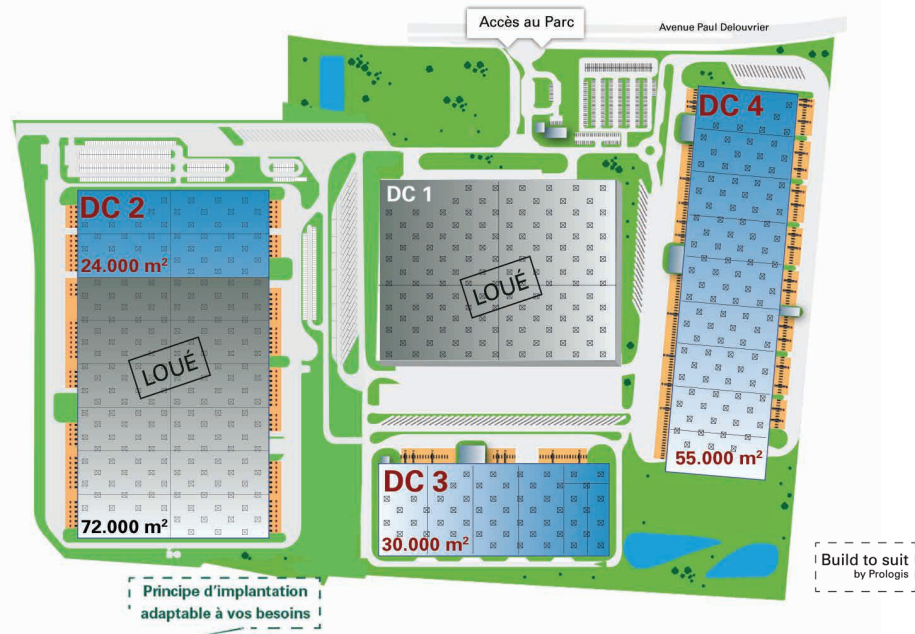 Accès au Parc
Avenue Paul Delouvrier
DC 4
DC 1
DC 2
24.000 m²
LOUÉ
LOUÉ
55.000 m²
DC 3
72.000 m²
30.000 m²
Build to suit
by Prologis
Principe d'implantation
adaptable à vos besoins